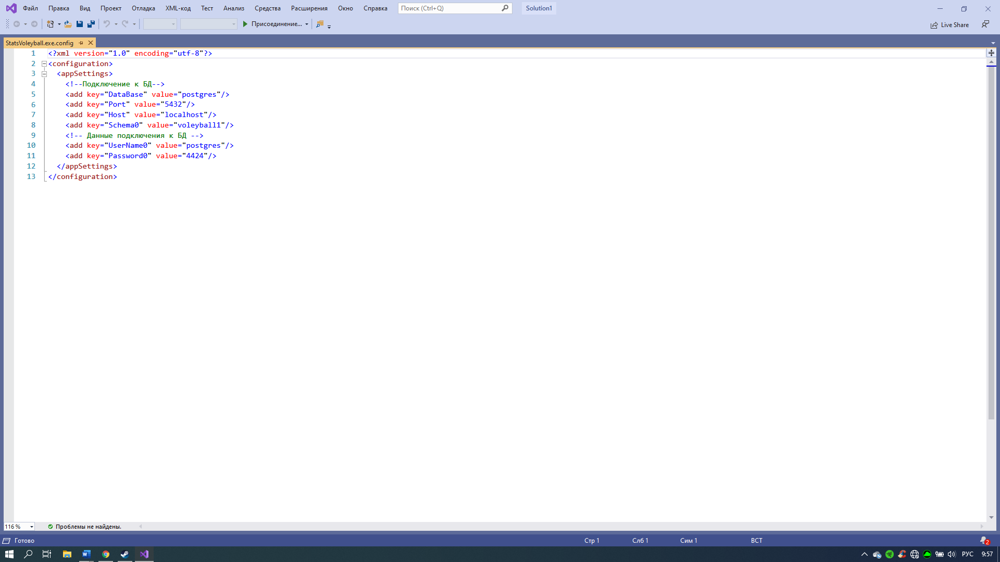 Файл Правка Вид Проект Отладка XML-код Тест Анализ Средства Расширения Окно Справка Поиск (Ctrl+Q) Solution1
Присоединение... Live Share
StatsVoleyball.exe.config
1 <?xml version="1.0" encoding="utf-8"?>
2 <configuration>
3 <appSettings>
4 <!--Подключение к БД-->
5 <add key="DataBase" value="postgres"/>
6 <add key="Port" value="5432"/>
7 <add key="Host" value="localhost"/>
8 <add key="Schema0" value="voleyball1"/>
9 <!-- Данные подключения к БД -->
10 <add key="UserName0" value="postgres"/>
11 <add key="Password0" value="4424"/>
12 </appSettings>
13 </configuration>
116 % Проблемы не найдены.
Готово Стр 1 Слб 1 Сим 1 ВСТ 2
РУС 9:57